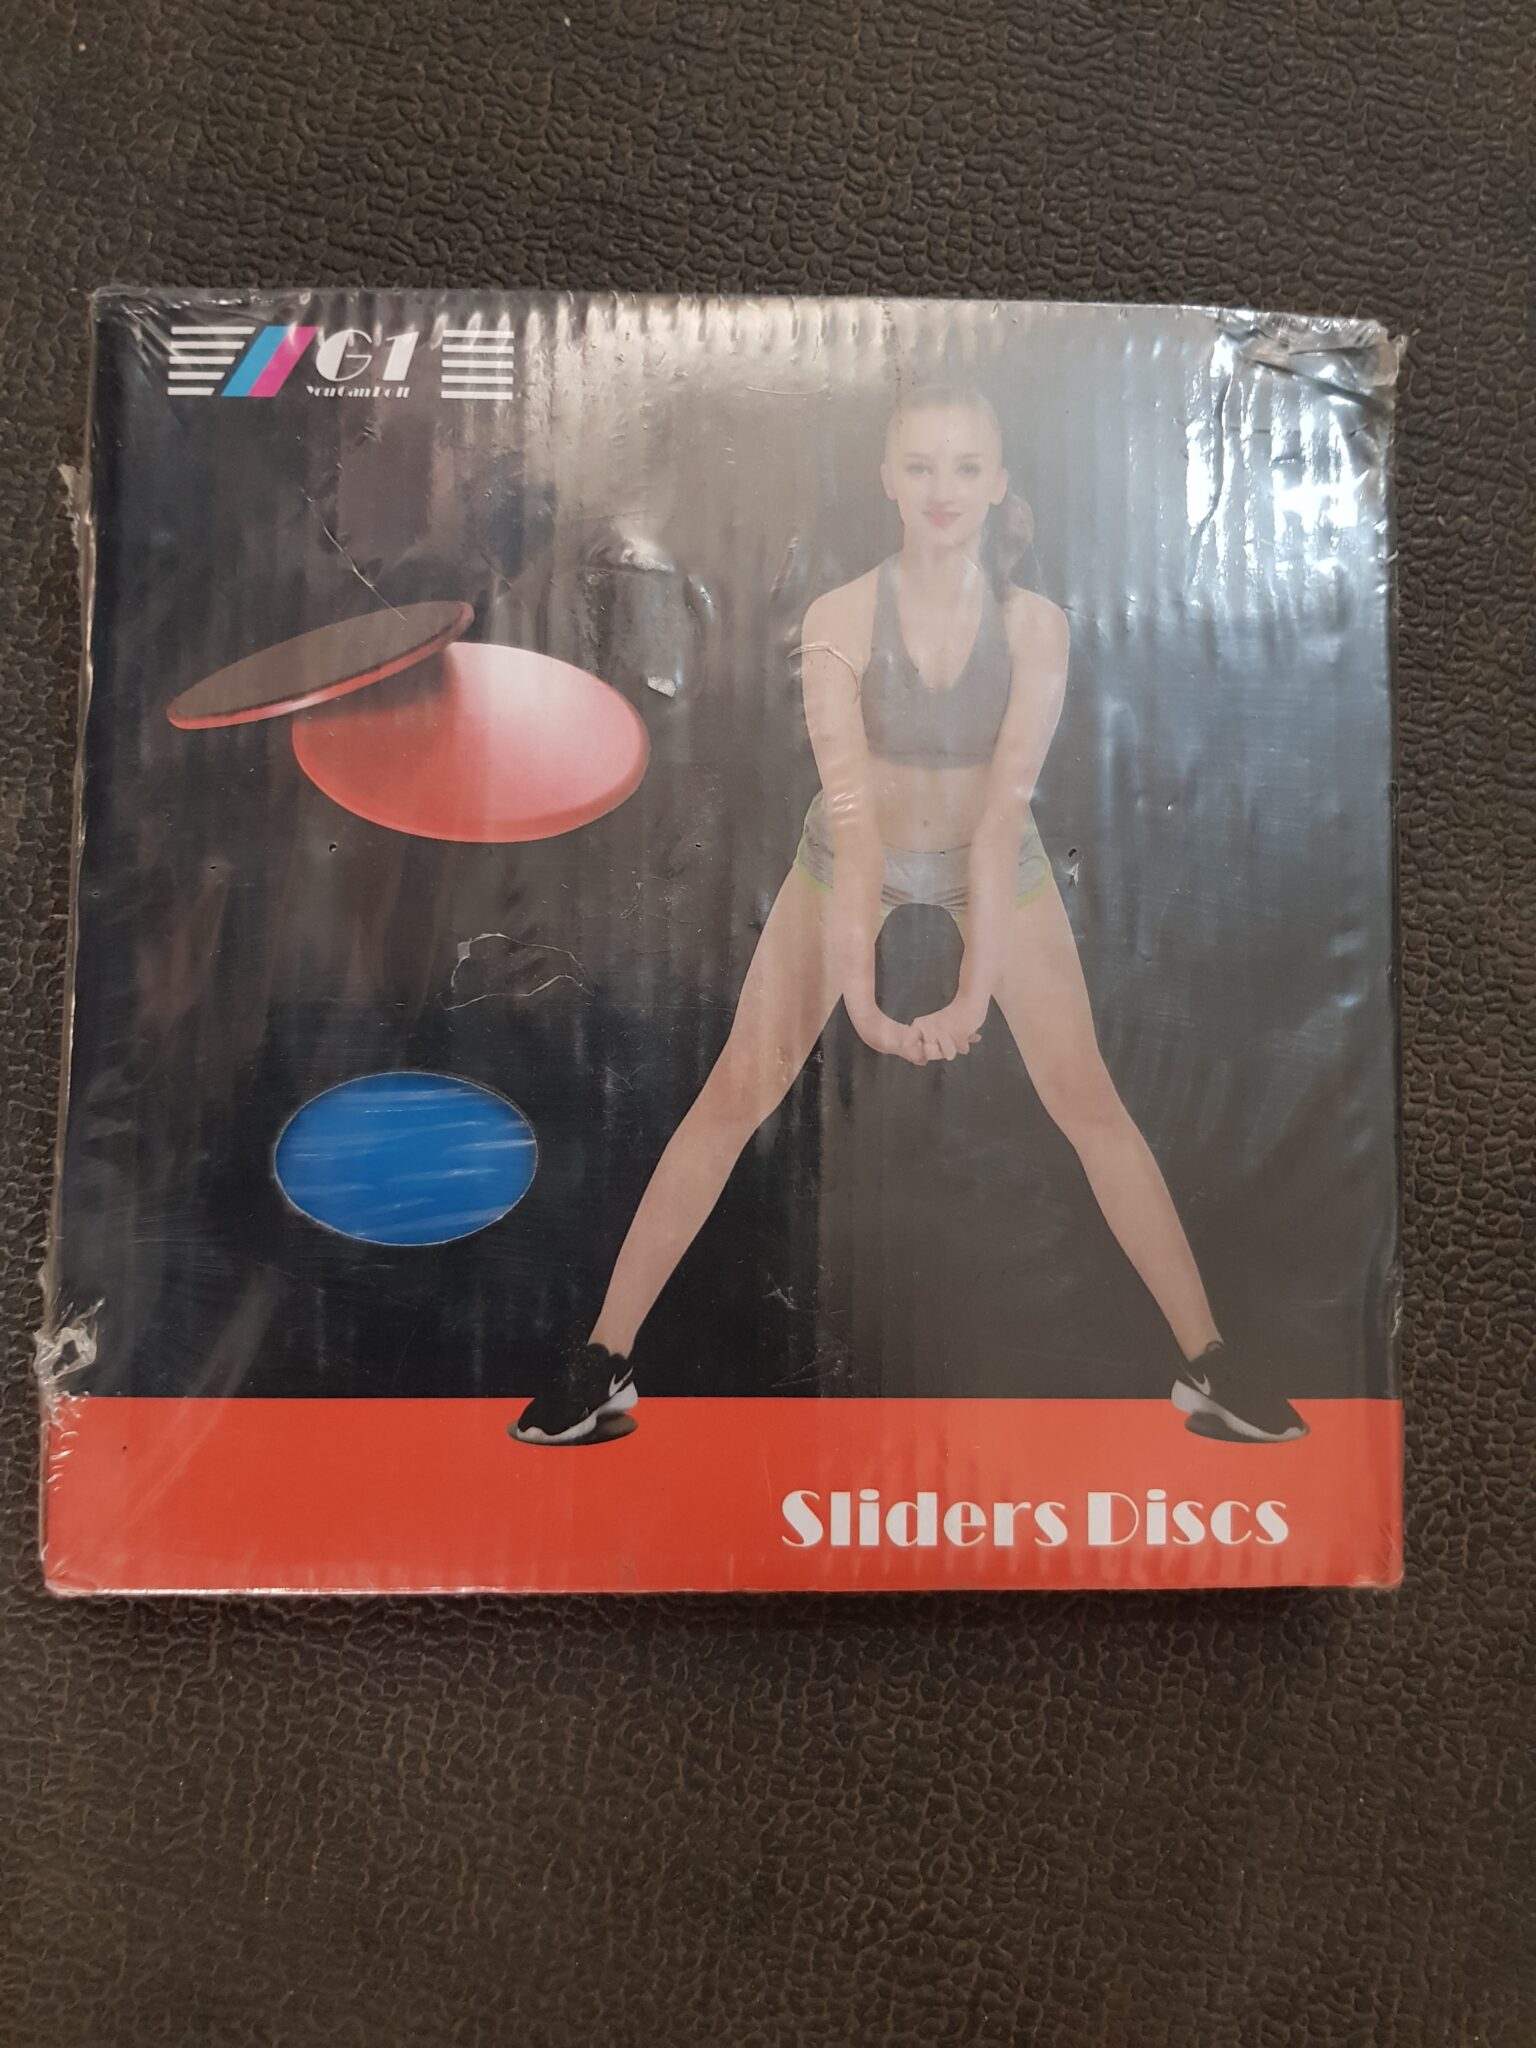 G1
You Can Do It
Sliders Discs